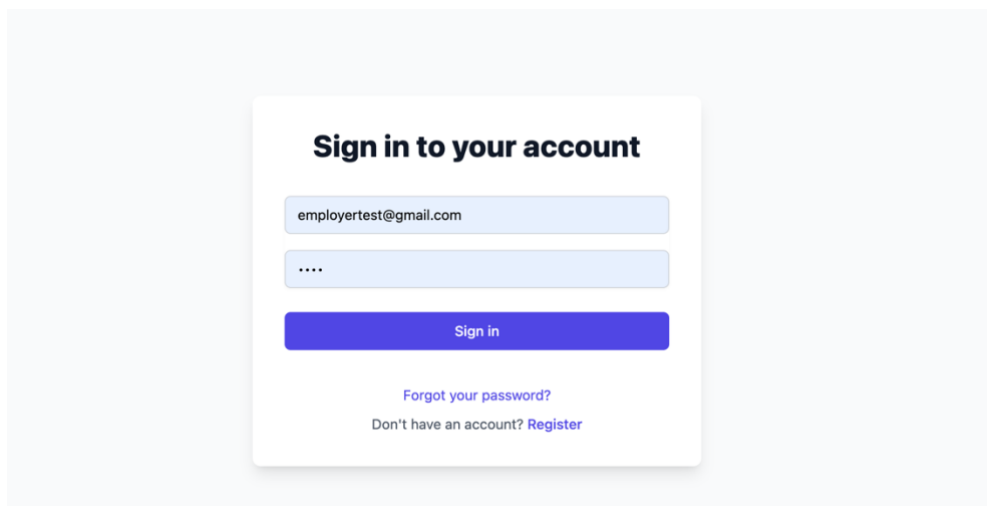 Sign in to your account
employertest@gmail.com
••••
Sign in
Forgot your password?
Don't have an account? Register